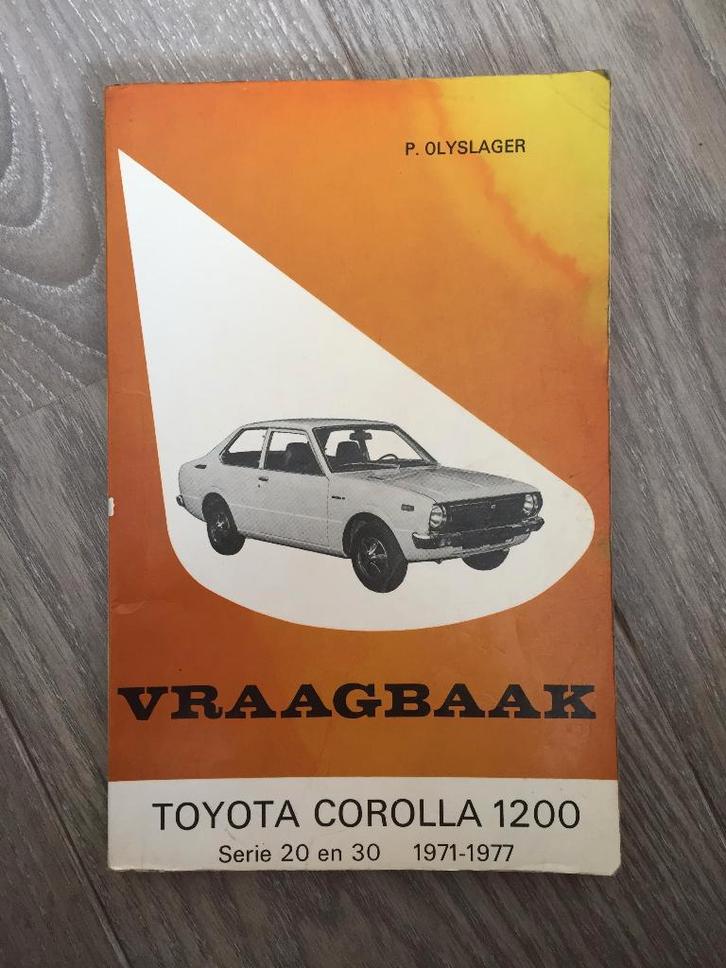 P. OLYSLAGER
VRAAGBAAK
TOYOTA COROLLA 1200
Serie 20 en 30 1971-1977